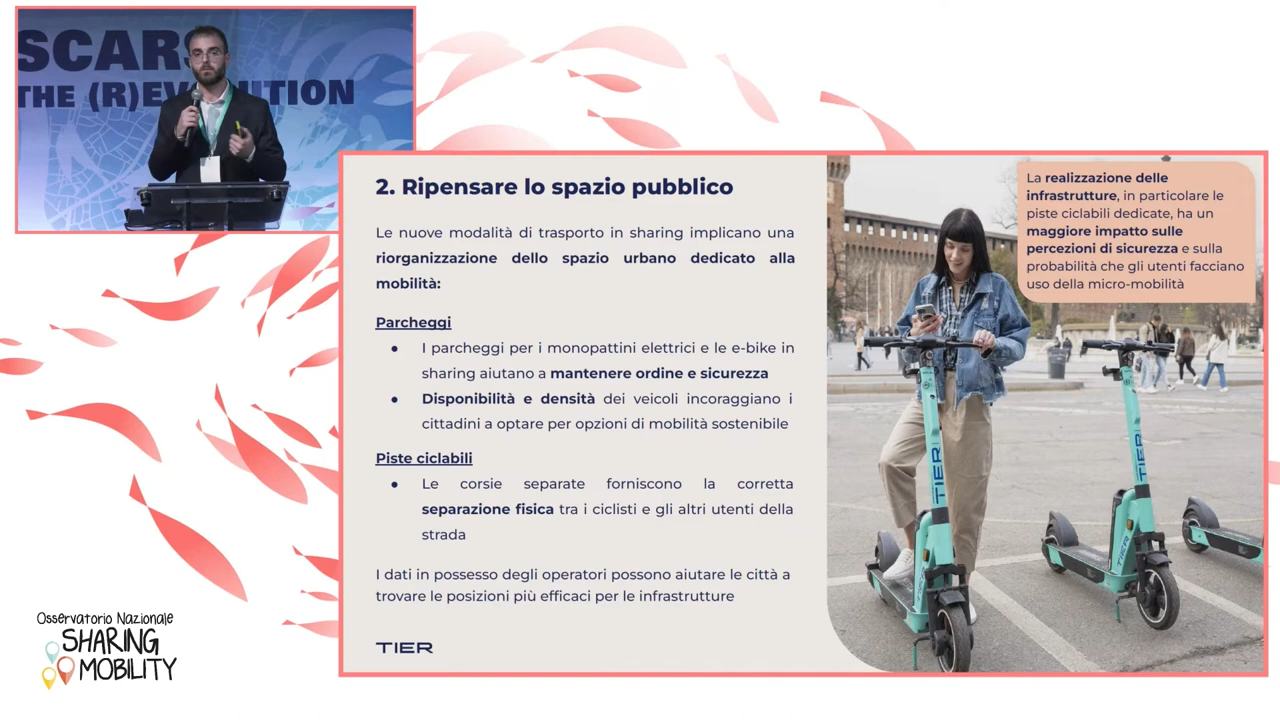 SCARS
THE (R)EVOLUTION
2. Ripensare lo spazio pubblico
Le nuove modalità di trasporto in sharing implicano una
riorganizzazione dello spazio urbano dedicato alla
mobilità:
Parcheggi
● I parcheggi per i monopattini elettrici e le e-bike in
sharing aiutano a mantenere ordine e sicurezza
● Disponibilità e densità dei veicoli incoraggiano i
cittadini a optare per opzioni di mobilità sostenibile
Piste ciclabili
● Le corsie separate forniscono la corretta
separazione fisica tra i ciclisti e gli altri utenti della
strada
I dati in possesso degli operatori possono aiutare le città a
trovare le posizioni più efficaci per le infrastrutture
TIER
La realizzazione delle
infrastrutture, in particolare le
piste ciclabili dedicate, ha un
maggiore impatto sulle
percezioni di sicurezza e sulla
probabilità che gli utenti facciano
uso della micro-mobilità
TIER
TIER
TIER
Osservatorio Nazionale
SHARING
MOBILITY